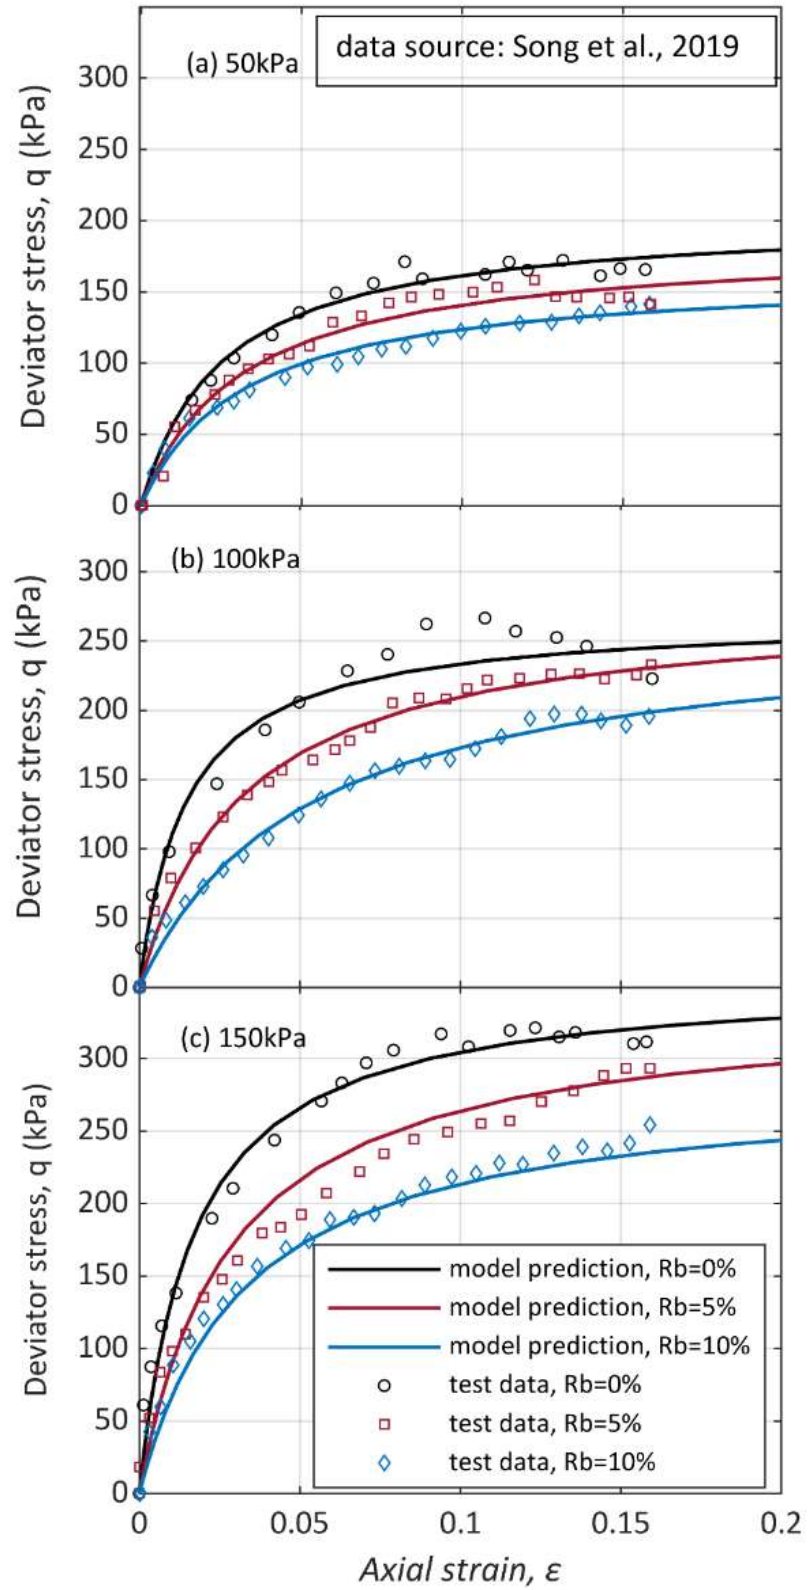 (a) 50kPa
data source: Song et al., 2019
Deviator stress, q (kPa)
300
250
200
150
100
50
0
(b) 100kPa
Deviator stress, q (kPa)
300
250
200
150
100
50
0
(c) 150kPa
Deviator stress, q (kPa)
300
250
200
150
100
50
0
model prediction, Rb=0%
model prediction, Rb=5%
model prediction, Rb=10%
test data, Rb=0%
test data, Rb=5%
test data, Rb=10%
0 0.05 0.1 0.15 0.2
Axial strain, ε